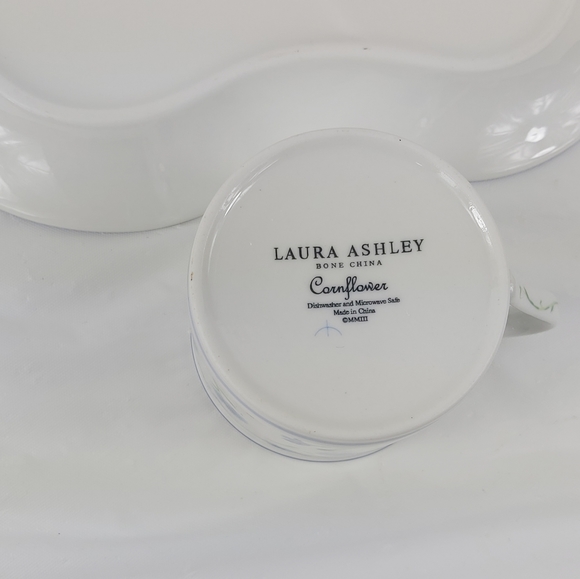 LAURA ASHLEY
BONE CHINA
Cornflower
Dishwasher and Microwave Safe
Made in China
©MMIII